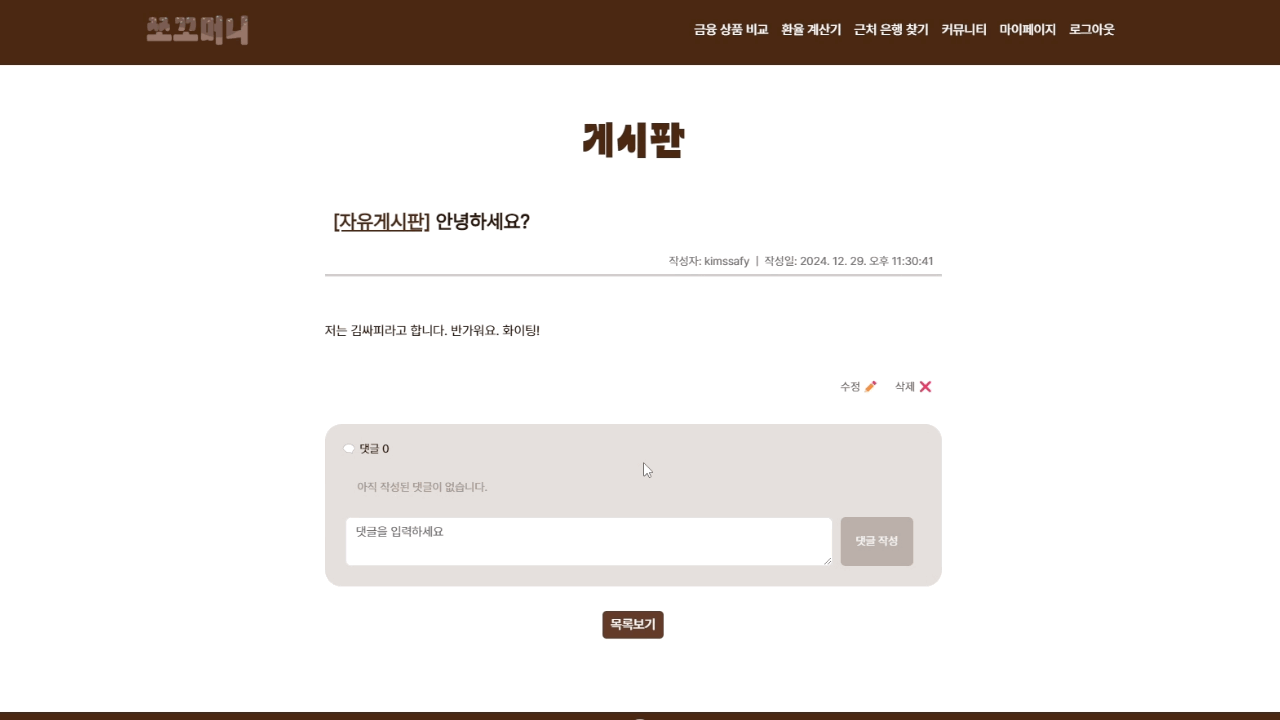 쏘꼬머니
금융 상품 비교 환율 계산기 근처 은행 찾기 커뮤니티 마이페이지 로그아웃
게시판
[자유게시판] 안녕하세요?
작성자: kimssafy | 작성일: 2024. 12. 29. 오후 11:30:41
저는 김싸피라고 합니다. 반가워요. 화이팅!
수정 삭제
댓글 0
아직 작성된 댓글이 없습니다.
댓글을 입력하세요
댓글 작성
목록보기